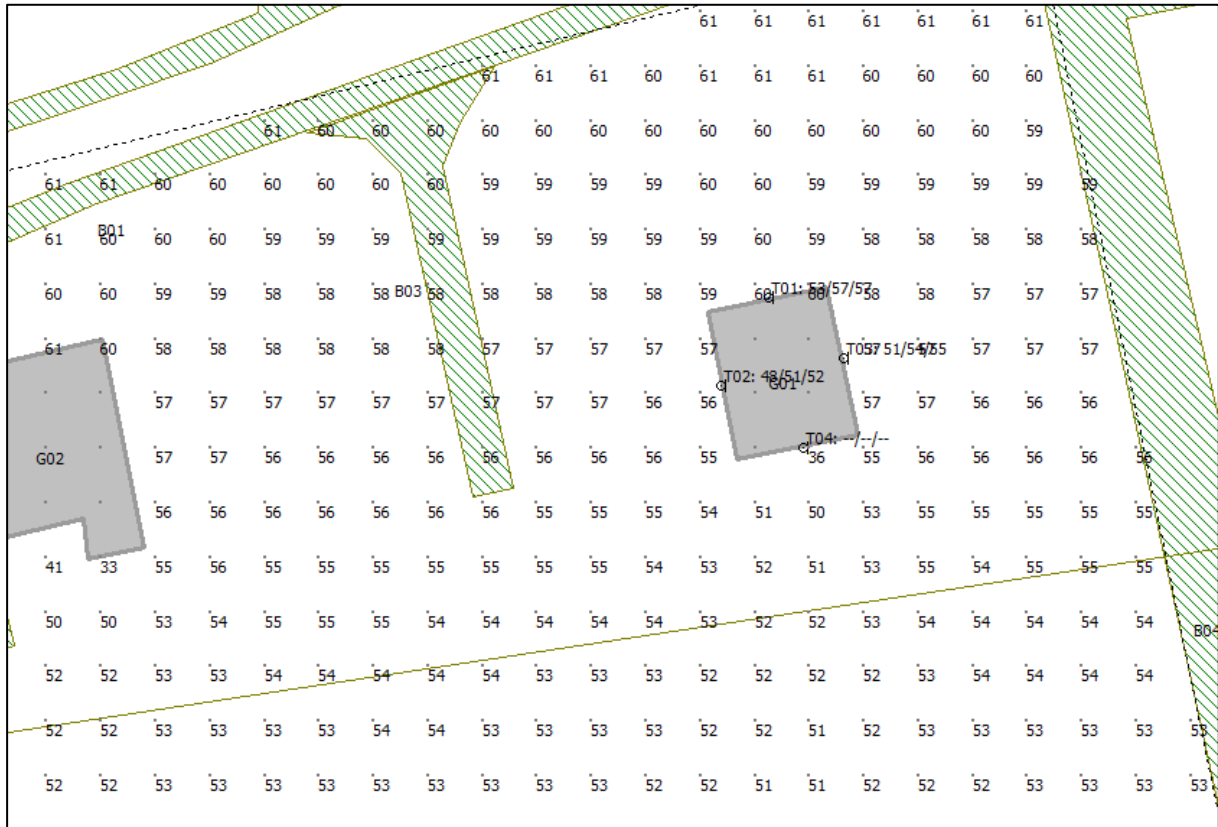 61 61 61 61 61 61 61
61 61 61 60 61 61 61 60 60 60 60
61 60 60 60 60 60 60 60 60 60 60 60 60 60 59
61 61 60 60 60 60 60 60 59 59 59 59 60 60 59 59 59 59 59 59
B01
61 60 60 60 59 59 59 59 59 59 59 59 59 60 59 58 58 58 58 58
B03 T01: 53/57/57
60 60 59 59 58 58 58 58 58 58 58 58 59 60 60 58 58 57 57 57
61 60 58 58 58 58 58 58 57 57 57 57 57 T03: 51/54/55 57 57 57
T02: 48/51/52
G01
57 57 57 57 57 57 57 57 57 56 56 57 57 56 56 56
T04: --/--/--
G02
57 57 56 56 56 56 56 56 56 56 55 36 55 56 56 56 56 56
56 56 56 56 56 56 56 55 55 55 54 51 50 53 55 55 55 55 55
41 33 55 56 55 55 55 55 55 55 55 54 53 52 51 53 55 54 55 55 55
50 50 53 54 55 55 55 54 54 54 54 54 53 52 52 53 54 54 54 54 54
B04
52 52 53 53 54 54 54 54 54 53 53 53 52 52 52 52 53 54 54 54 54
52 52 53 53 53 53 54 54 53 53 53 53 52 52 51 52 53 53 53 53 53 53
52 52 53 53 53 53 53 53 53 53 53 52 52 51 51 52 52 52 53 53 53 53